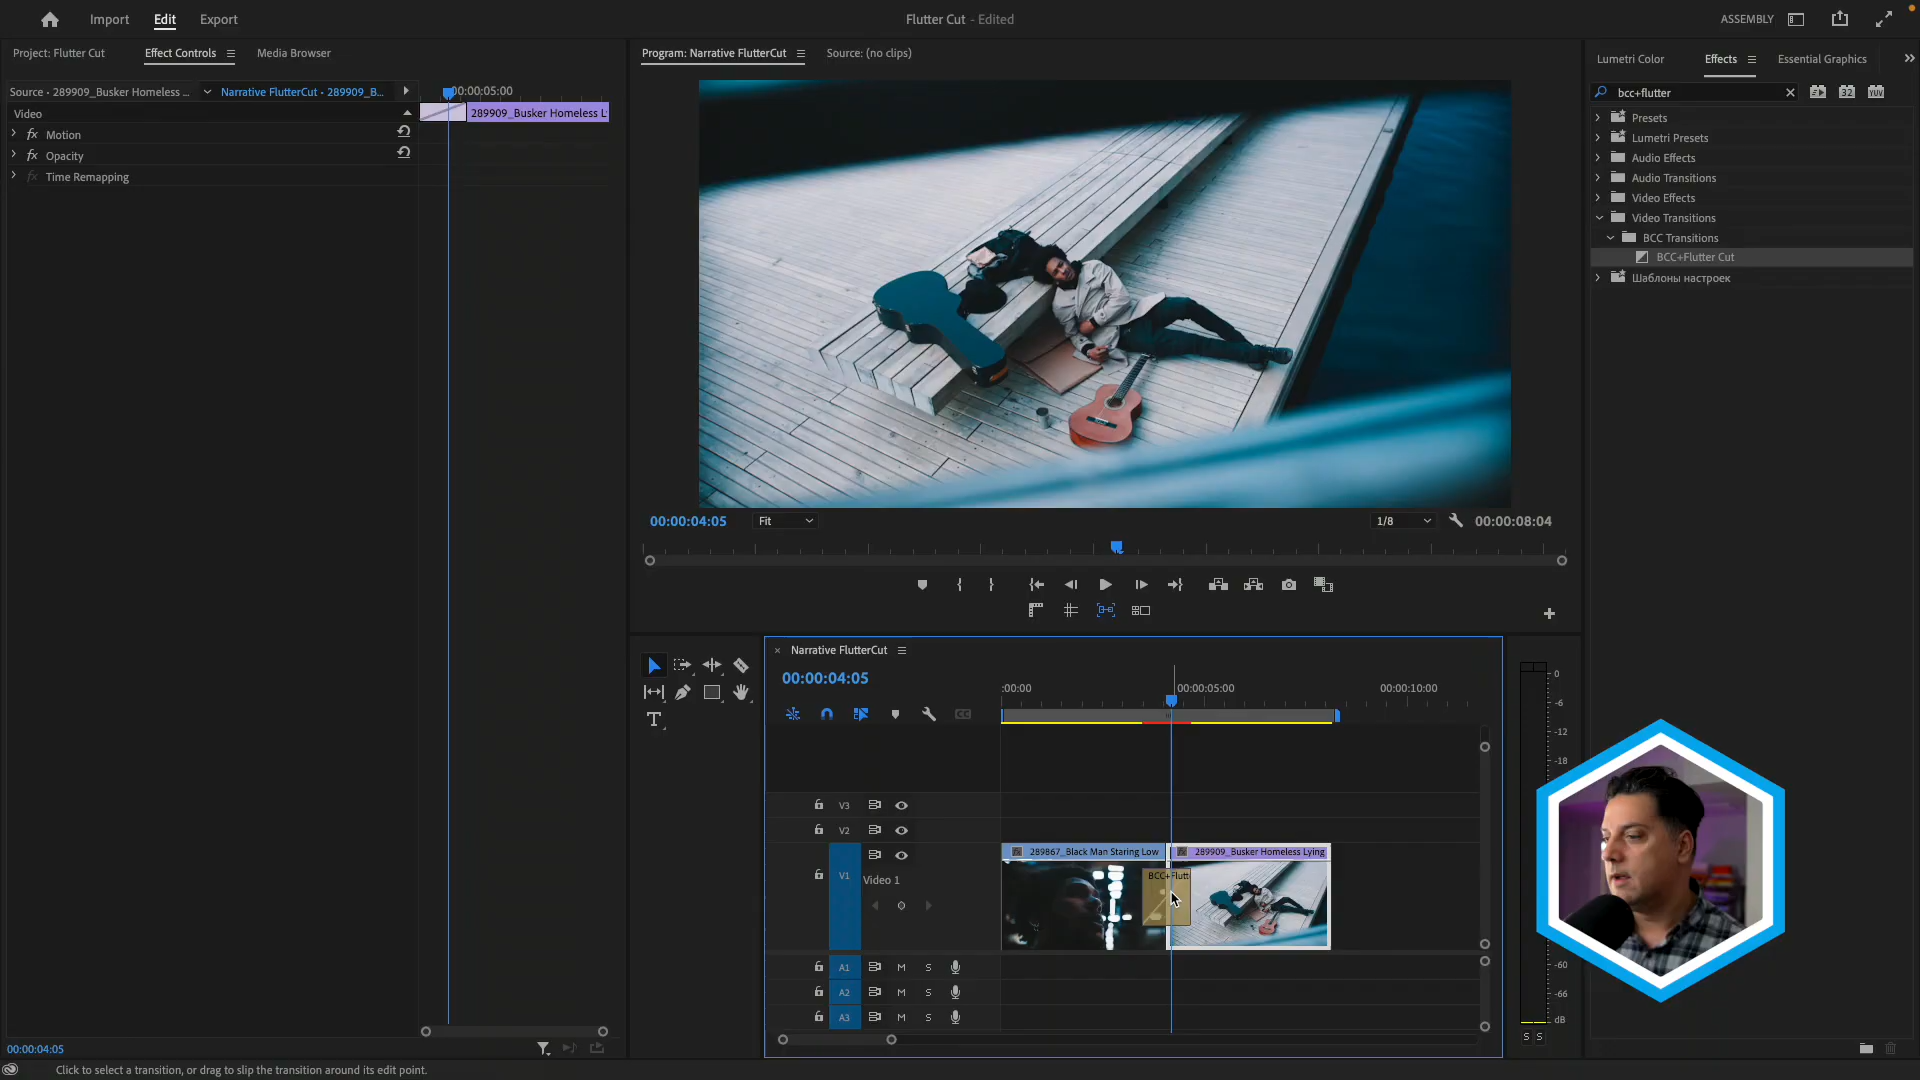 Import Edit Export Flutter Cut - Edited ASSEMBLY
Project: Flutter Cut Effect Controls Media Browser Program: Narrative FlutterCut Source: (no clips) Lumetri Color Effects Essential Graphics
Source • 289909_Busker Homeless ... Narrative FlutterCut • 289909_B... 00:00:05:00
bcc+flutter
Video 289909_Busker Homeless L
fx Motion
fx Opacity
fx Time Remapping
Presets
Lumetri Presets
Audio Effects
Audio Transitions
Video Effects
Video Transitions
BCC Transitions
BCC+Flutter Cut
Шаблоны настроек
00:00:04:05 Fit 1/8 00:00:08:04
Narrative FlutterCut
00:00:04:05
:00:00 00:00:05:00 00:00:10:00
V3
V2
V1 Video 1
289867_Black Man Staring Low 289909_Busker Homeless Lying
BCC+Flutt
A1 M S
A2 M S
A3 M S
0
-6
-12
-18
-60
-66
dB
S S
00:00:04:05
Click to select a transition, or drag to slip the transition around its edit point.